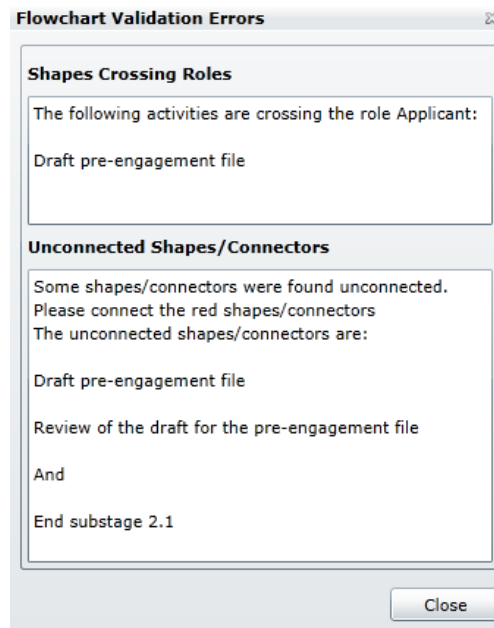 Flowchart Validation Errors
Shapes Crossing Roles
The following activities are crossing the role Applicant:
Draft pre-engagement file
Unconnected Shapes/Connectors
Some shapes/connectors were found unconnected.
Please connect the red shapes/connectors
The unconnected shapes/connectors are:
Draft pre-engagement file
Review of the draft for the pre-engagement file
And
End substage 2.1
Close